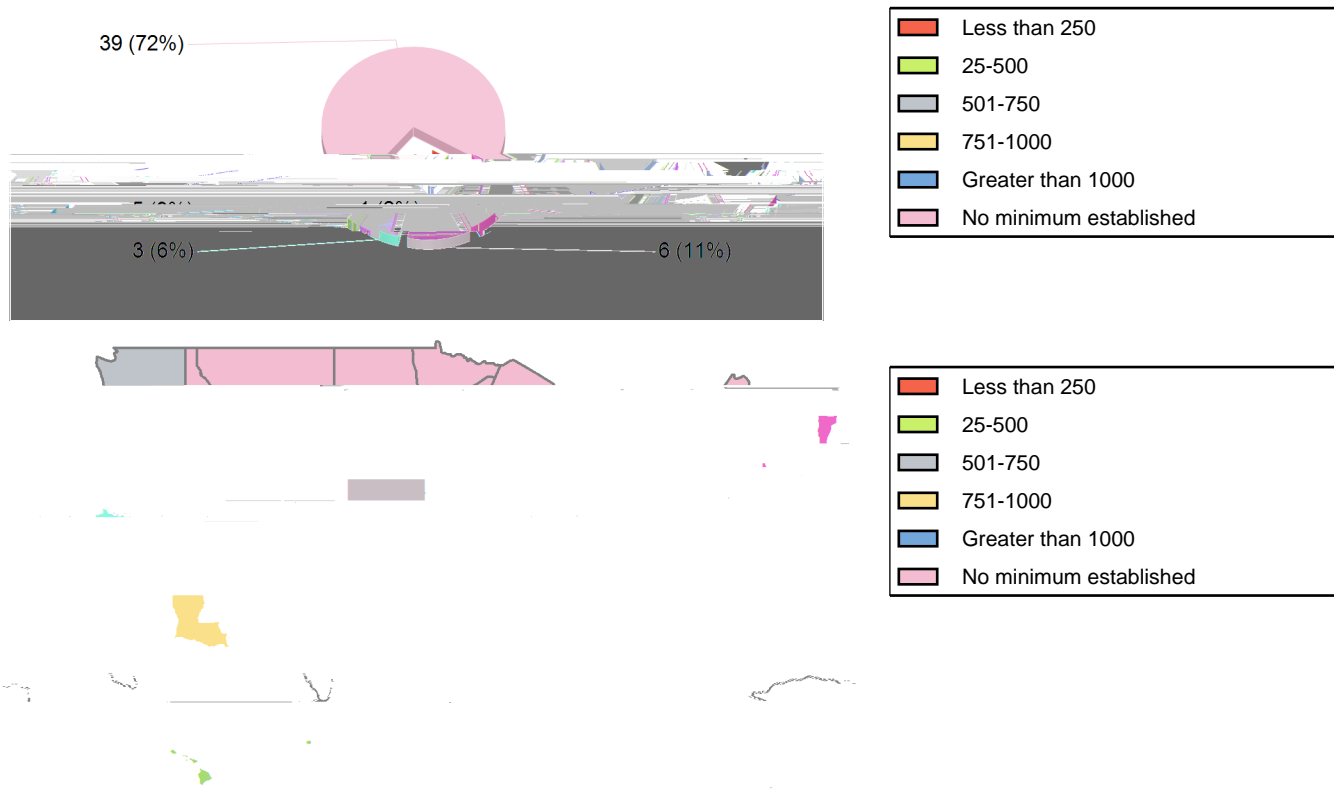 39 (72%)
3 (6%)
6 (11%)
Less than 250
25-500
501-750
751-1000
Greater than 1000
No minimum established
Less than 250
25-500
501-750
751-1000
Greater than 1000
No minimum established